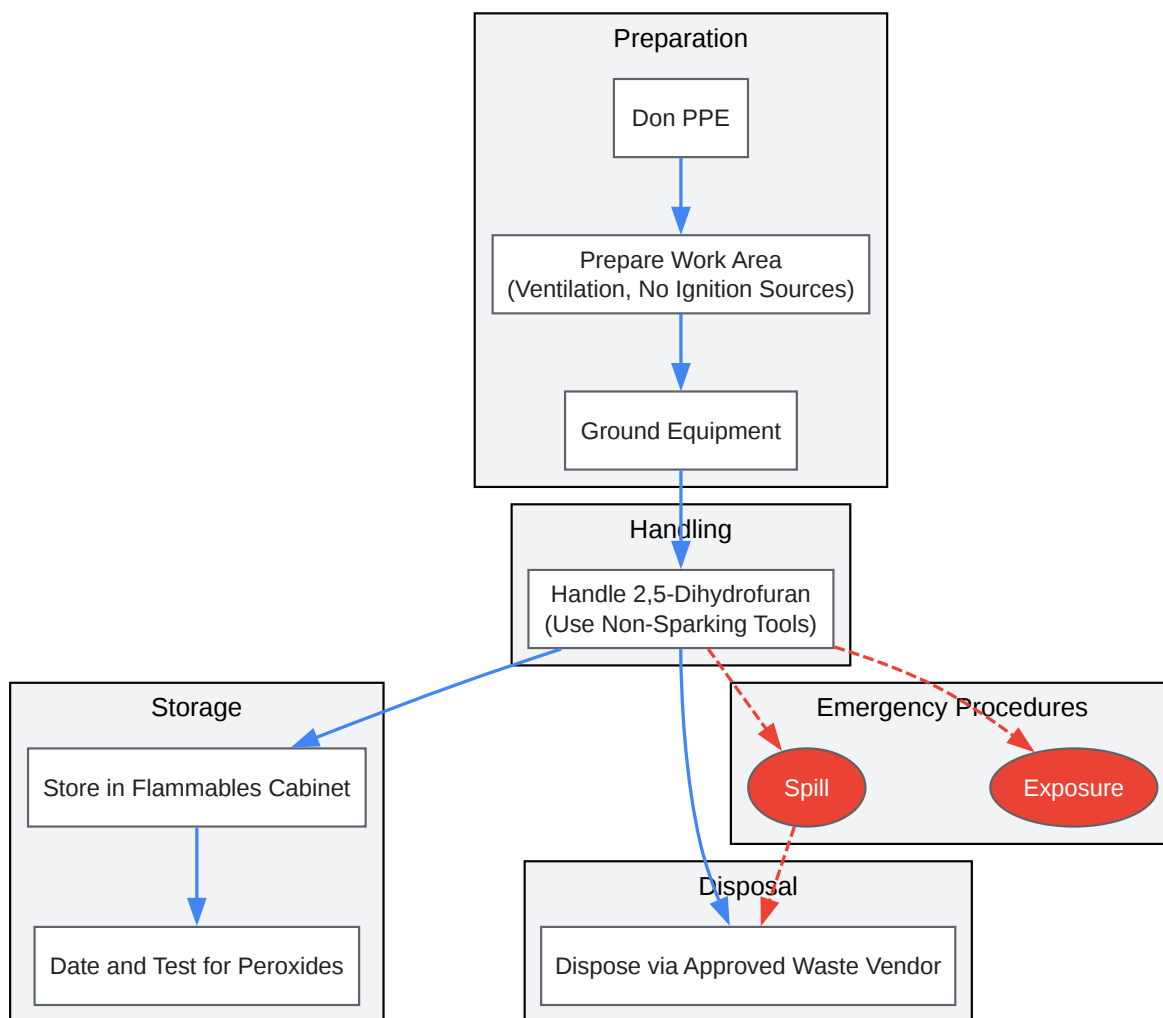 Preparation
Don PPE
Prepare Work Area
(Ventilation, No Ignition Sources)
Ground Equipment
Handling
Handle 2,5-Dihydrofuran
(Use Non-Sparking Tools)
Storage
Store in Flammables Cabinet
Date and Test for Peroxides
Emergency Procedures
Spill
Exposure
Disposal
Dispose via Approved Waste Vendor